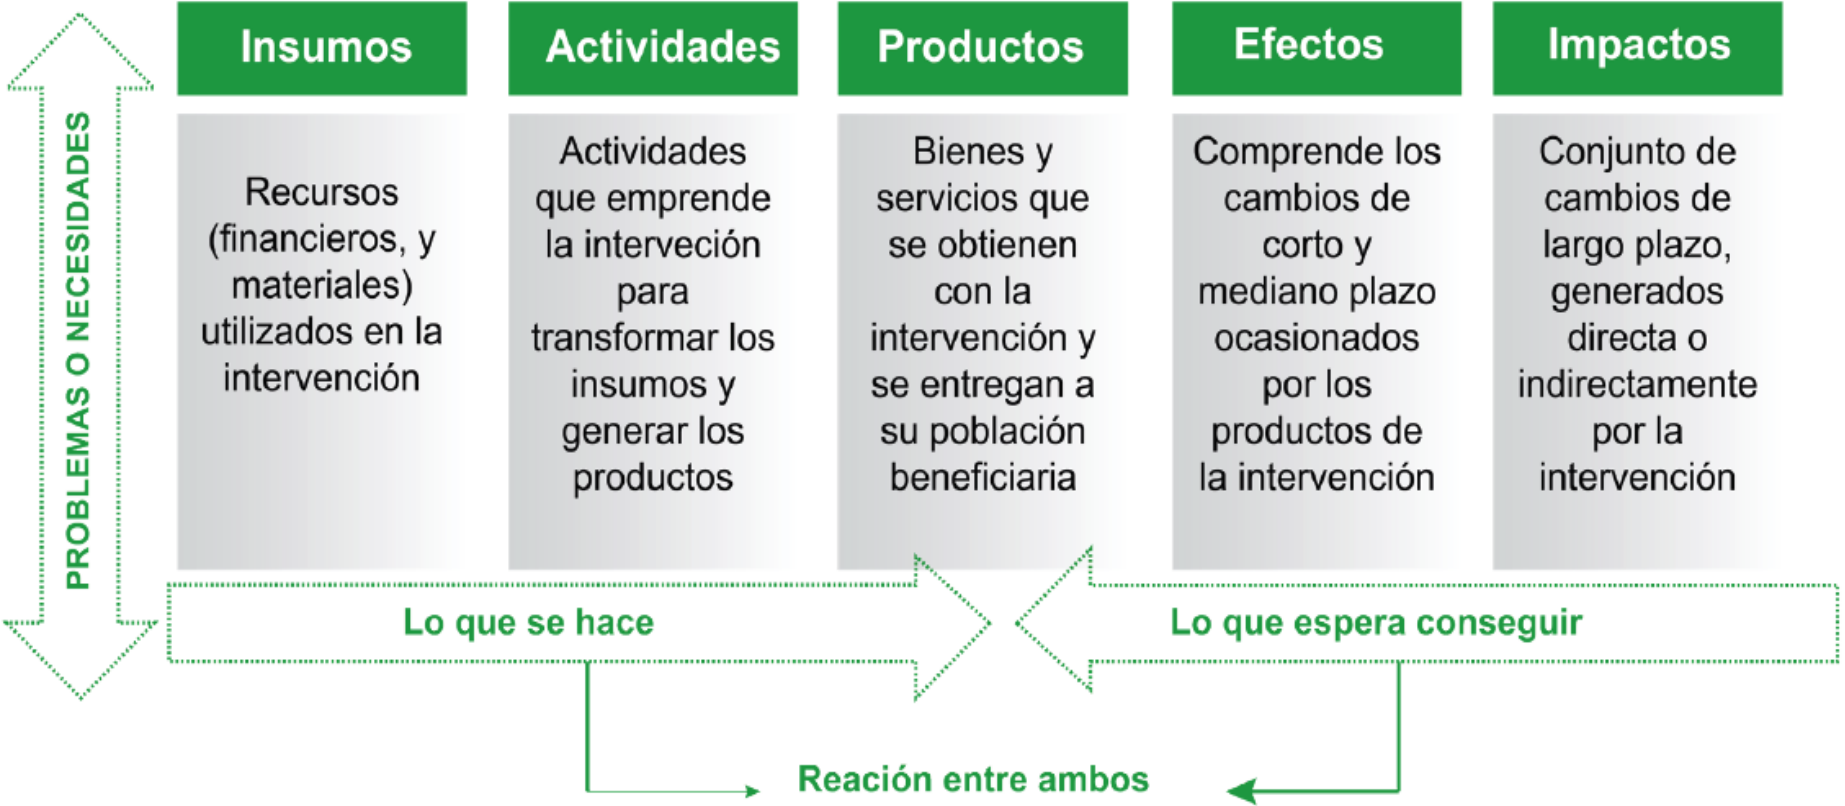 PROBLEMAS O NECESIDADES
Insumos
Recursos
(financieros, y
materiales)
utilizados en la
intervención
Actividades
Actividades
que emprende
la interveción
para
transformar los
insumos y
generar los
productos
Productos
Bienes y
servicios que
se obtienen
con la
intervención y
se entregan a
su población
beneficiaria
Efectos
Comprende los
cambios de
corto y
mediano plazo
ocasionados
por los
productos de
la intervención
Impactos
Conjunto de
cambios de
largo plazo,
generados
directa o
indirectamente
por la
intervención
Lo que se hace
Lo que espera conseguir
Reación entre ambos